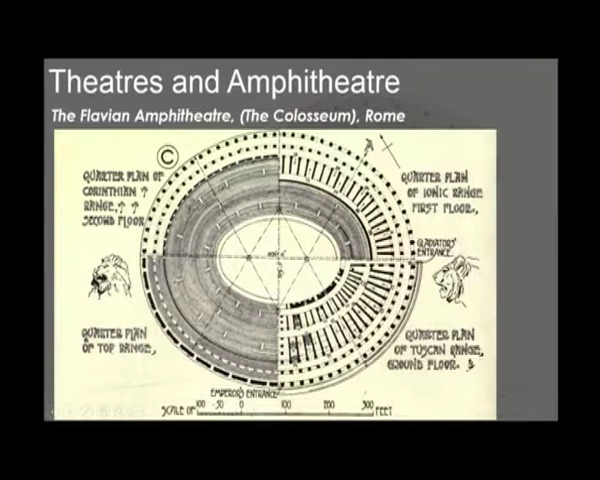 Theatres and Amphitheatre
The Flavian Amphitheatre, (The Colosseum), Rome
C
QUARTER PLAN OF
CORINTHIAN
RANGE,
SECOND FLOOR
QUARTER PLAN
OF IONIC RANGE
FIRST FLOOR,
GLADIATORS'
ENTRANCE
QUARTER PLAN
OF TOP RANGE,
QUARTER PLAN
OF TUSCAN RANGE,
GROUND FLOOR.
EMPEROR'S ENTRANCE
SCALE OF 100 50 0 100 200 300 FEET